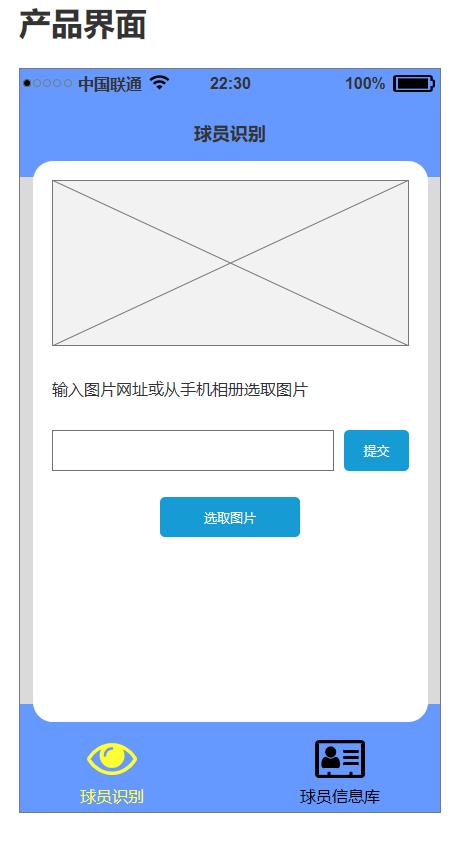 产品界面
中国联通 22:30 100%
球员识别
输入图片网址或从手机相册选取图片
提交
选取图片
球员识别 球员信息库